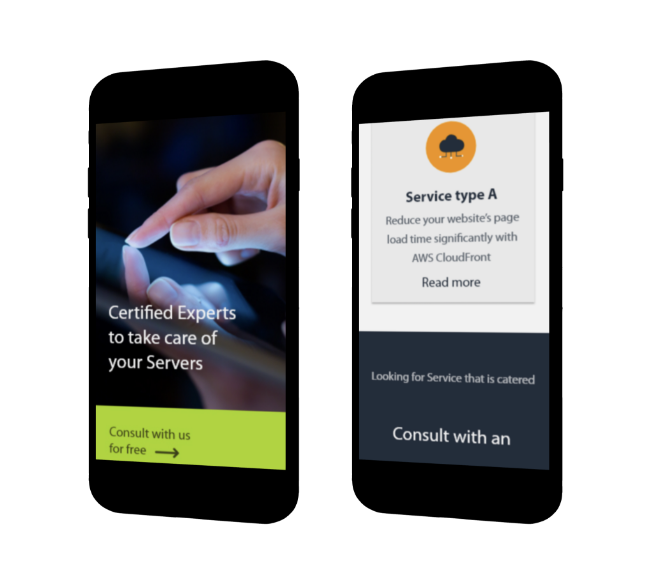 Certified Experts
to take care of
your Servers
Consult with us
for free
Service type A
Reduce your website's page
load time significantly with
AWS CloudFront
Read more
Looking for Service that is catered
Consult with an